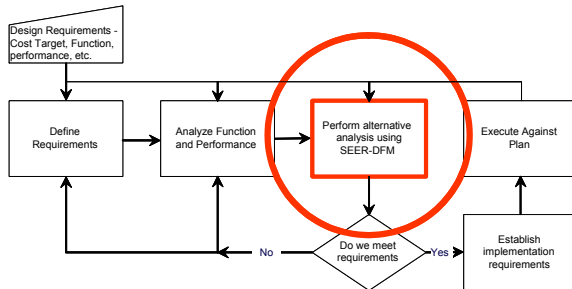 Design Requirements -
Cost Target, Function,
performance, etc.
Define
Requirements
Analyze Function
and Performance
Perform alternative
analysis using
SEER-DFM
Execute Against
Plan
No
Do we meet
requirements
Yes
Establish
implementation
requirements